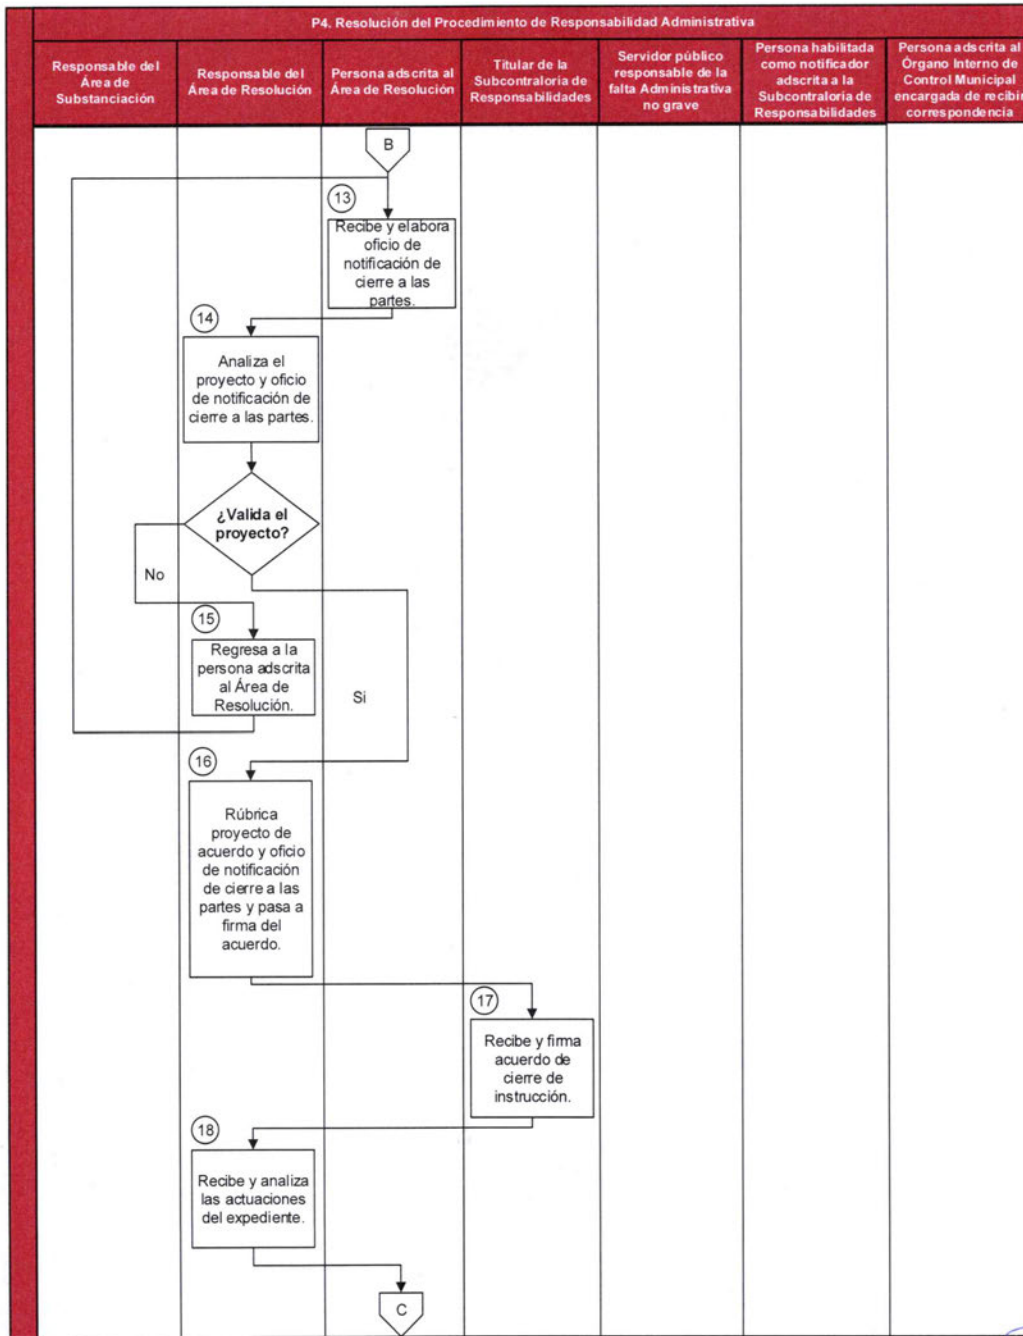 P4. Resolución del Procedimiento de Responsabilidad Administrativa
Responsable del
Área de
Substanciación
Responsable del
Área de Resolución
Persona adscrita al
Área de Resolución
Titular de la
Subcontraloria de
Responsabilidades
Servidor público
responsable de la
falta Administrativa
no grave
Persona habilitada
como notificador
adscrita a la
Subcontraloria de
Responsabilidades
Persona adscrita al
Órgano Interno de
Control Municipal
encargada de recibir
correspondencia
B
13
Recibe y elabora
oficio de
notificación de
cierre a las
partes.
14
Analiza el
proyecto y oficio
de notificación de
cierre a las partes.
¿Valida el
proyecto?
No
15
Regresa a la
persona adscrita
al Área de
Resolución.
Si
16
Rúbrica
proyecto de
acuerdo y oficio
de notificación
de cierre a las
partes y pasa a
firma del
acuerdo.
17
Recibe y firma
acuerdo de
cierre de
instrucción.
18
Recibe y analiza
las actuaciones
del expediente.
C